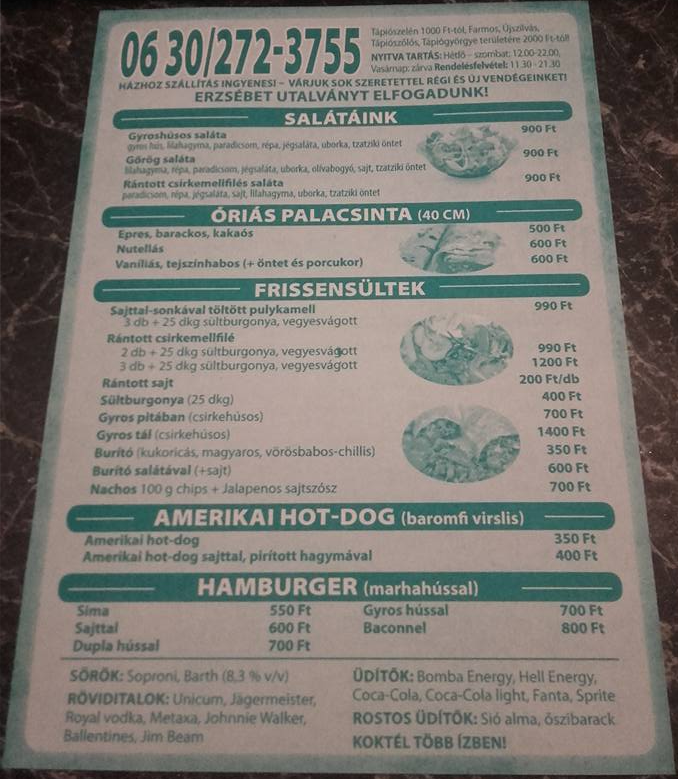 06 30/272-3755
Tápiószelén 1000 Ft-tól, Farmos, Újszilvás,
Tápiószőlős, Tápiógyörgye területére 2000 Ft-tól!
NYITVA TARTÁS: Hétfő - szombat: 12.00-22.00,
Vasárnap: zárva Rendelésfelvétel: 11.30 - 21.30
HÁZHOZ SZÁLLÍTÁS INGYENES! – VÁRJUK SOK SZERETETTEL RÉGI ÉS ÚJ VENDÉGEINKET!
ERZSÉBET UTALVÁNYT ELFOGADUNK!
SALÁTÁINK
Gyroshúsos saláta 900 Ft
gyros hús, lilahagyma, paradicsom, répa, jégsaláta, uborka, tzatziki öntet
Görög saláta 900 Ft
lilahagyma, répa, paradicsom, jégsaláta, uborka, olívabogyó, sajt, tzatziki öntet
Rántott csirkemellfilés saláta 900 Ft
paradicsom, répa, jégsaláta, sajt, lilahagyma, uborka, tzatziki öntet
ÓRIÁS PALACSINTA (40 CM)
Epres, barackos, kakaós 500 Ft
Nutellás 600 Ft
Vaníliás, tejszínhabos (+ öntet és porcukor) 600 Ft
FRISSENSÜLTEK
Sajttal-sonkával töltött pulykamell 990 Ft
3 db + 25 dkg sültburgonya, vegyesvágott
Rántott csirkemellfilé
2 db + 25 dkg sültburgonya, vegyesvágott 990 Ft
3 db + 25 dkg sültburgonya, vegyesvágott 1200 Ft
Rántott sajt 200 Ft/db
Sültburgonya (25 dkg) 400 Ft
Gyros pitában (csirkehúsos) 700 Ft
Gyros tál (csirkehúsos) 1400 Ft
Burító (kukoricás, magyaros, vörösbabos-chillis) 350 Ft
Burító salátával (+sajt) 600 Ft
Nachos 100 g chips + Jalapenos sajtszósz 700 Ft
AMERIKAI HOT-DOG (baromfi virslis)
Amerikai hot-dog 350 Ft
Amerikai hot-dog sajttal, pirított hagymával 400 Ft
HAMBURGER (marhahússal)
Sima 550 Ft Gyros hússal 700 Ft
Sajttal 600 Ft Baconnel 800 Ft
Dupla hússal 700 Ft
SÖRÖK: Soproni, Barth (8,3 % v/v)
RÖVIDITALOK: Unicum, Jägermeister,
Royal vodka, Metaxa, Johnnie Walker,
Ballentines, Jim Beam
ÜDÍTŐK: Bomba Energy, Hell Energy,
Coca-Cola, Coca-Cola light, Fanta, Sprite
ROSTOS ÜDÍTŐK: Sió alma, őszibarack
KOKTÉL TÖBB ÍZBEN!